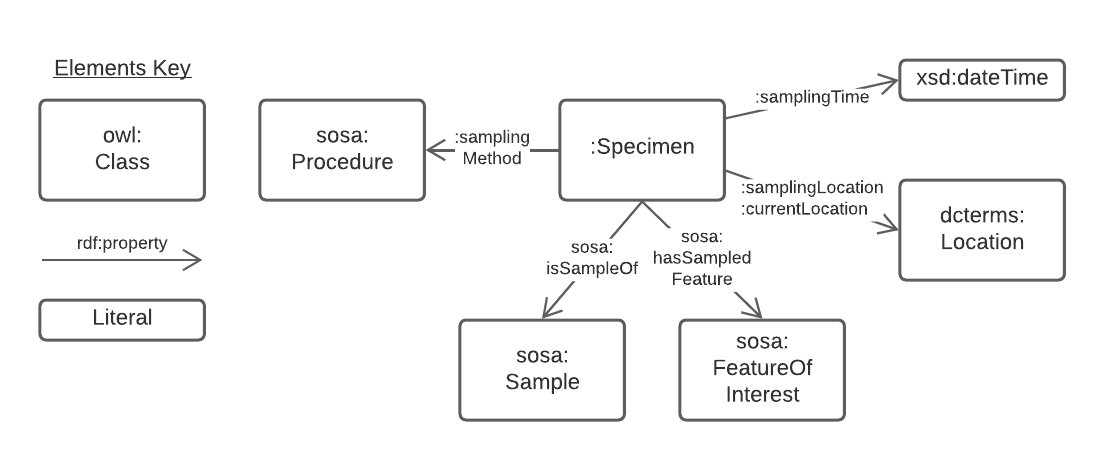 Elements Key
owl:
Class
rdf:property
Literal
sosa:
Procedure
:sampling
Method
:Specimen
:samplingTime
xsd:dateTime
:samplingLocation
:currentLocation
dcterms:
Location
sosa:
isSampleOf
sosa:
hasSampled
Feature
sosa:
Sample
sosa:
FeatureOf
Interest